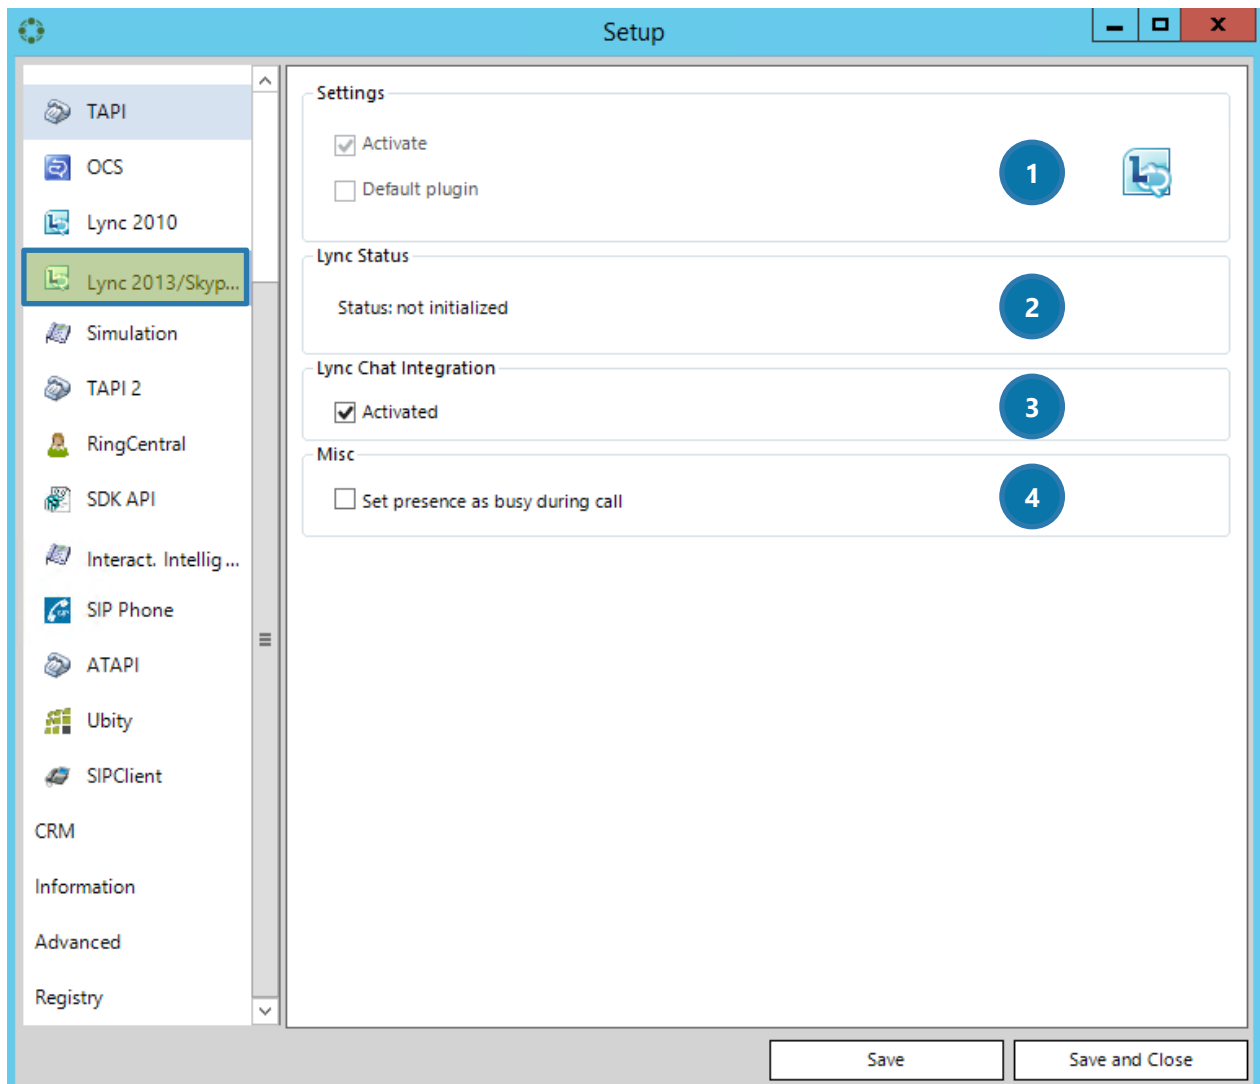 Setup
TAPI
OCS
Lync 2010
Lync 2013/Skyp...
Simulation
TAPI 2
RingCentral
SDK API
Interact. Intellig ...
SIP Phone
ATAPI
Ubity
SIPClient
CRM
Information
Advanced
Registry
Settings
Activate
Default plugin
1
Lync Status
Status: not initialized
2
Lync Chat Integration
Activated
3
Misc
Set presence as busy during call
4
Save
Save and Close